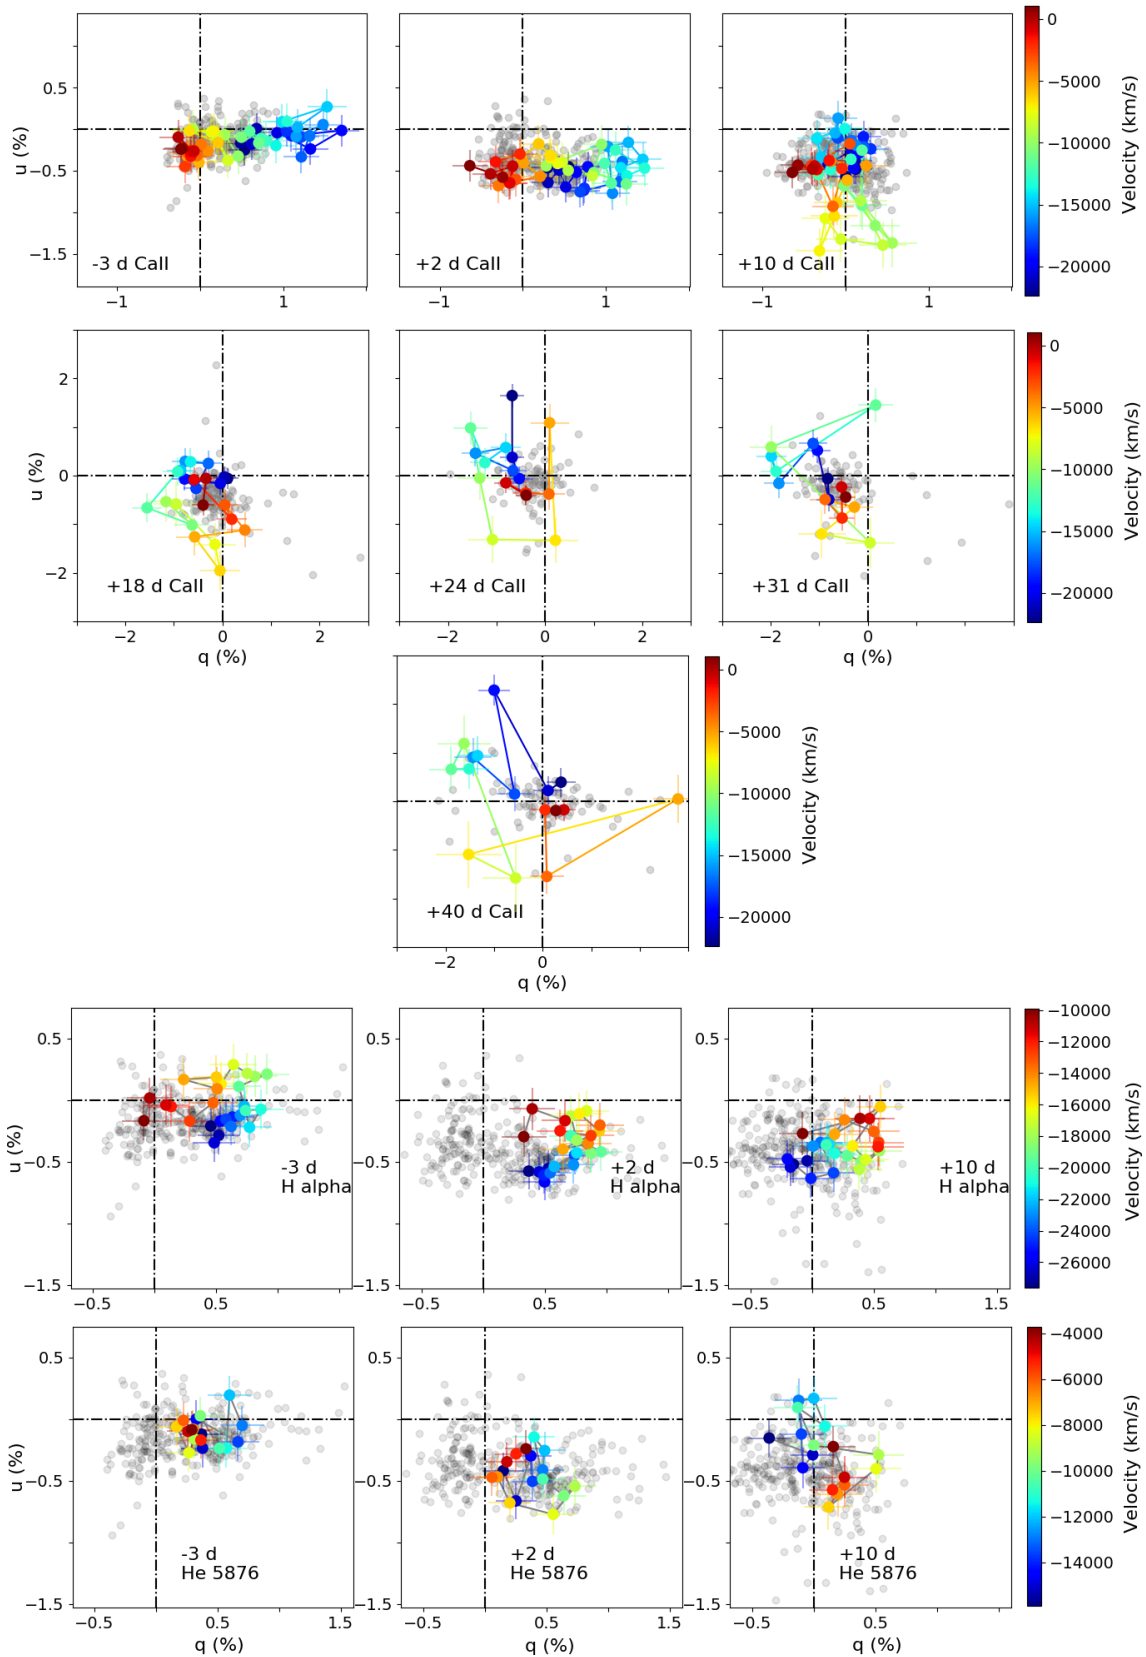 0.5
−0.5
−1.5
u (%)
-3 d CaII
−1
1
+2 d CaII
−1
1
+10 d CaII
−1
1
0
−5000
−10000
−15000
−20000
Velocity (km/s)
2
0
−2
u (%)
+18 d CaII
−2
0
2
q (%)
+24 d CaII
−2
0
2
q (%)
+31 d CaII
−2
0
q (%)
0
−5000
−10000
−15000
−20000
Velocity (km/s)
+40 d CaII
−2
0
q (%)
0
−5000
−10000
−15000
−20000
Velocity (km/s)
0.5
−0.5
−1.5
u (%)
-3 d
H alpha
−0.5
0.5
0.5
−0.5
−1.5
+2 d
H alpha
0.5
0.5
−0.5
−1.5
+10 d
H alpha
−0.5
0.5
1.5
−10000
−12000
−14000
−16000
−18000
−20000
−22000
−24000
−26000
Velocity (km/s)
0.5
−0.5
−1.5
u (%)
-3 d
He 5876
−0.5
0.5
1.5
q (%)
0.5
−0.5
−1.5
+2 d
He 5876
−0.5
0.5
1.5
q (%)
0.5
−0.5
−1.5
+10 d
He 5876
−0.5
0.5
q (%)
−4000
−6000
−8000
−10000
−12000
−14000
Velocity (km/s)